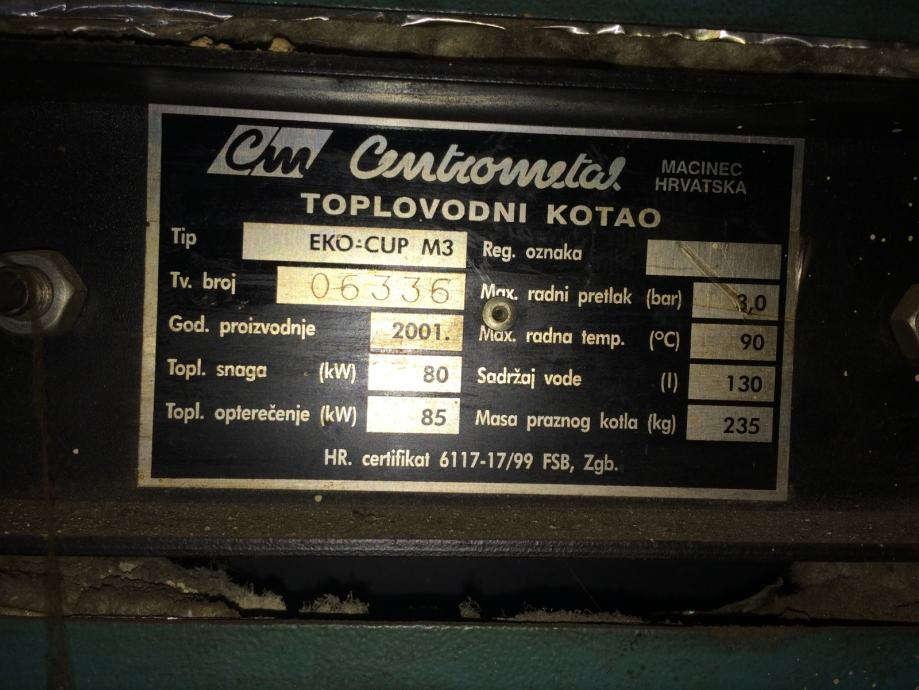 CM Centrometal MACINEC
HRVATSKA
TOPLOVODNI KOTAO
Tip EKO-CUP M3
Tv. broj 06336
God. proizvodnje 2001.
Topl. snaga (kW) 80
Topl. opterečenje (kW) 85
Reg. oznaka
Max. radni pretlak (bar) 3,0
Max. radna temp. (°C) 90
Sadržaj vode (l) 130
Masa praznog kotla (kg) 235
HR. certifikat 6117-17/99 FSB, Zgb.